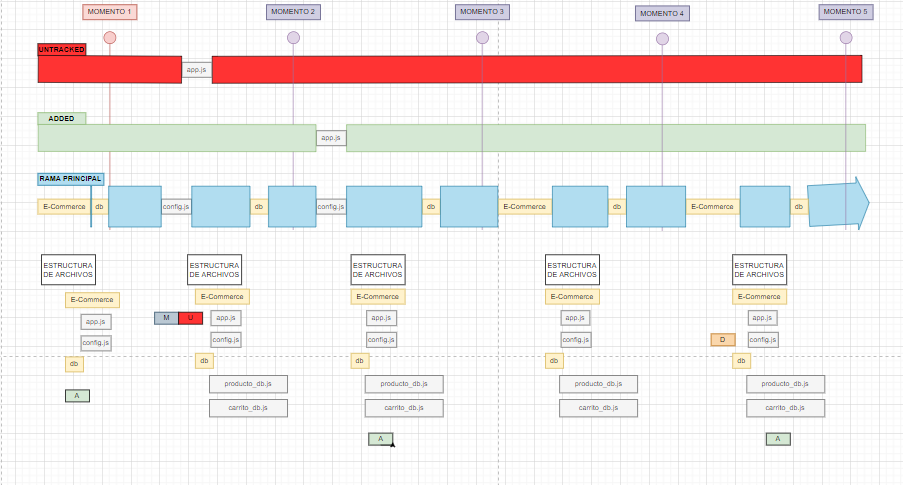 MOMENTO 1
MOMENTO 2
MOMENTO 3
MOMENTO 4
MOMENTO 5
UNTRACKED
app.js
ADDED
app.js
RAMA PRINCIPAL
E-Commerce
db
config.js
db
config.js
db
E-Commerce
db
E-Commerce
db
ESTRUCTURA
DE ARCHIVOS
E-Commerce
app.js
config.js
db
A
ESTRUCTURA
DE ARCHIVOS
E-Commerce
M
U
app.js
config.js
db
producto_db.js
carrito_db.js
ESTRUCTURA
DE ARCHIVOS
E-Commerce
app.js
config.js
db
producto_db.js
carrito_db.js
A
ESTRUCTURA
DE ARCHIVOS
E-Commerce
app.js
config.js
db
producto_db.js
carrito_db.js
ESTRUCTURA
DE ARCHIVOS
E-Commerce
app.js
D
config.js
db
producto_db.js
carrito_db.js
A